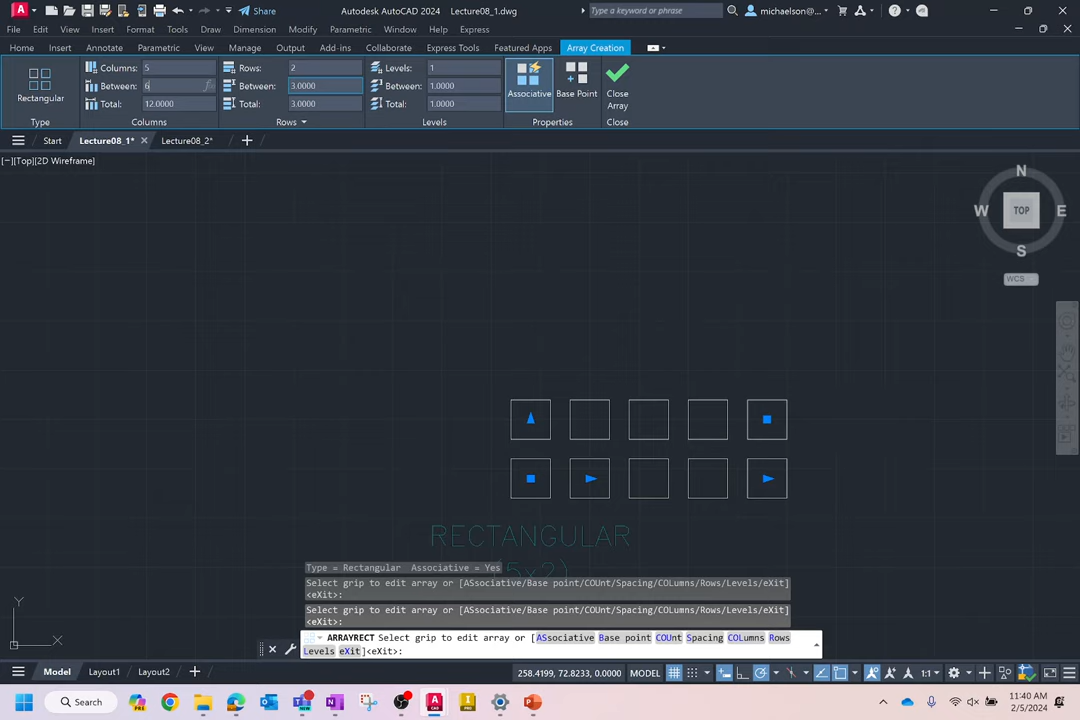 A CAD
Share
Autodesk AutoCAD 2024 Lecture08_1.dwg
Type a keyword or phrase
michaelson@...
File Edit View Insert Format Tools Draw Dimension Modify Parametric Window Help Express
Home Insert Annotate Parametric View Manage Output Add-ins Collaborate Express Tools Featured Apps Array Creation
Rectangular
Type
Columns: 5
Between: 6
Total: 12.0000
Columns
Rows: 2
Between: 3.0000
Total: 3.0000
Rows
Levels: 1
Between: 1.0000
Total: 1.0000
Levels
Associative
Base Point
Properties
Close
Array
Close
Start Lecture08_1* Lecture08_2*
[−][Top][2D Wireframe]
N
W TOP E
S
WCS
RECTANGULAR
(5×2)
Type = Rectangular Associative = Yes
Select grip to edit array or [ASsociative/Base point/COUnt/Spacing/COLumns/Rows/Levels/eXit]
<eXit>:
Select grip to edit array or [ASsociative/Base point/COUnt/Spacing/COLumns/Rows/Levels/eXit]
<eXit>:
ARRAYRECT Select grip to edit array or [ASsociative Base point COUnt Spacing COLumns Rows
Levels eXit]<eXit>:
Y
X
Model Layout1 Layout2
258.4199, 72.8233, 0.0000 MODEL
1:1
Search
11:40 AM
2/5/2024